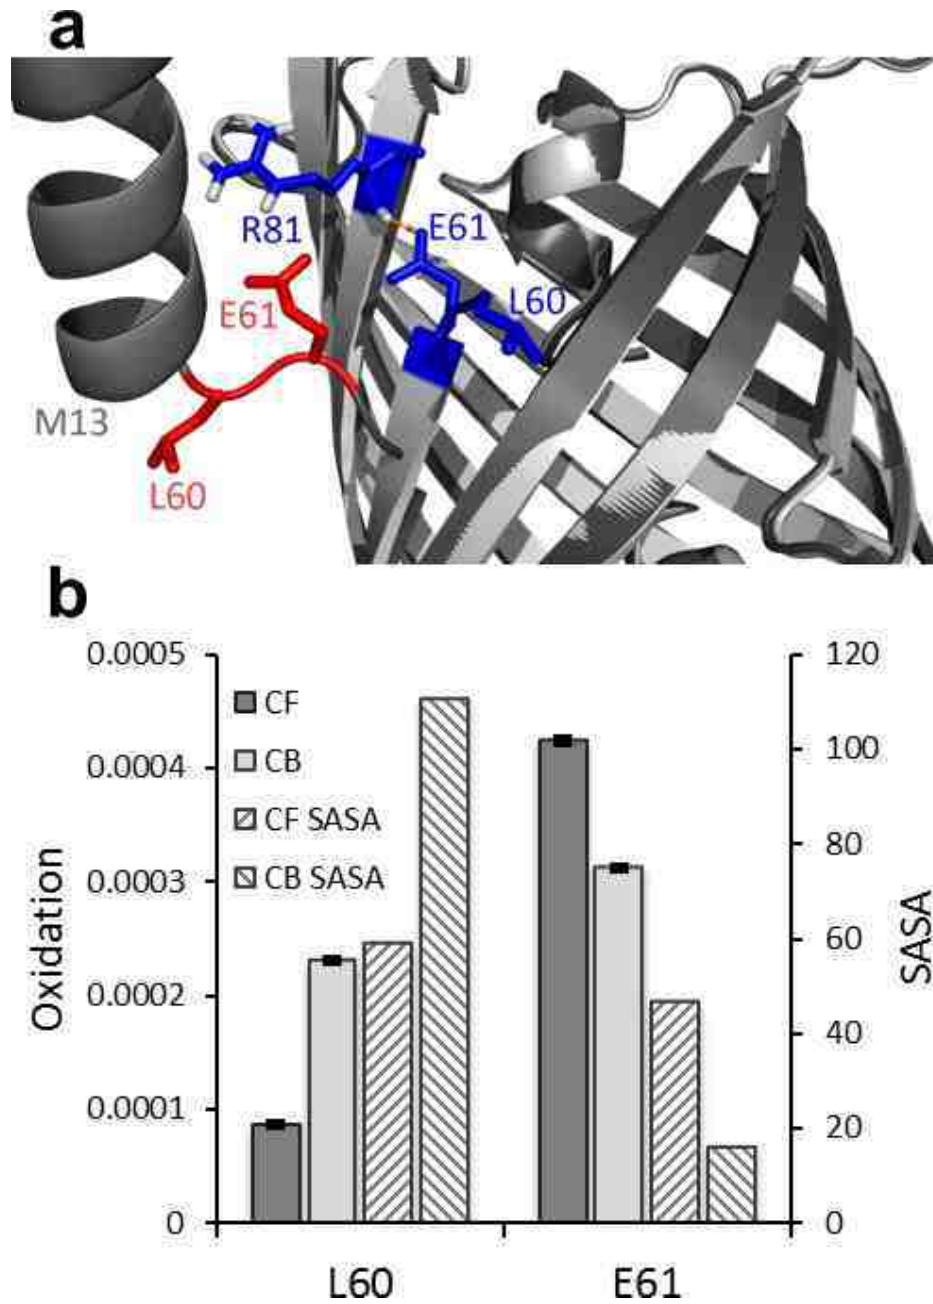 a
R81
E61
E61
L60
M13
L60
b
0.0005
0.0004
0.0003
0.0002
0.0001
0
Oxidation
CF
CB
CF SASA
CB SASA
120
100
80
60
40
20
0
SASA
L60 E61